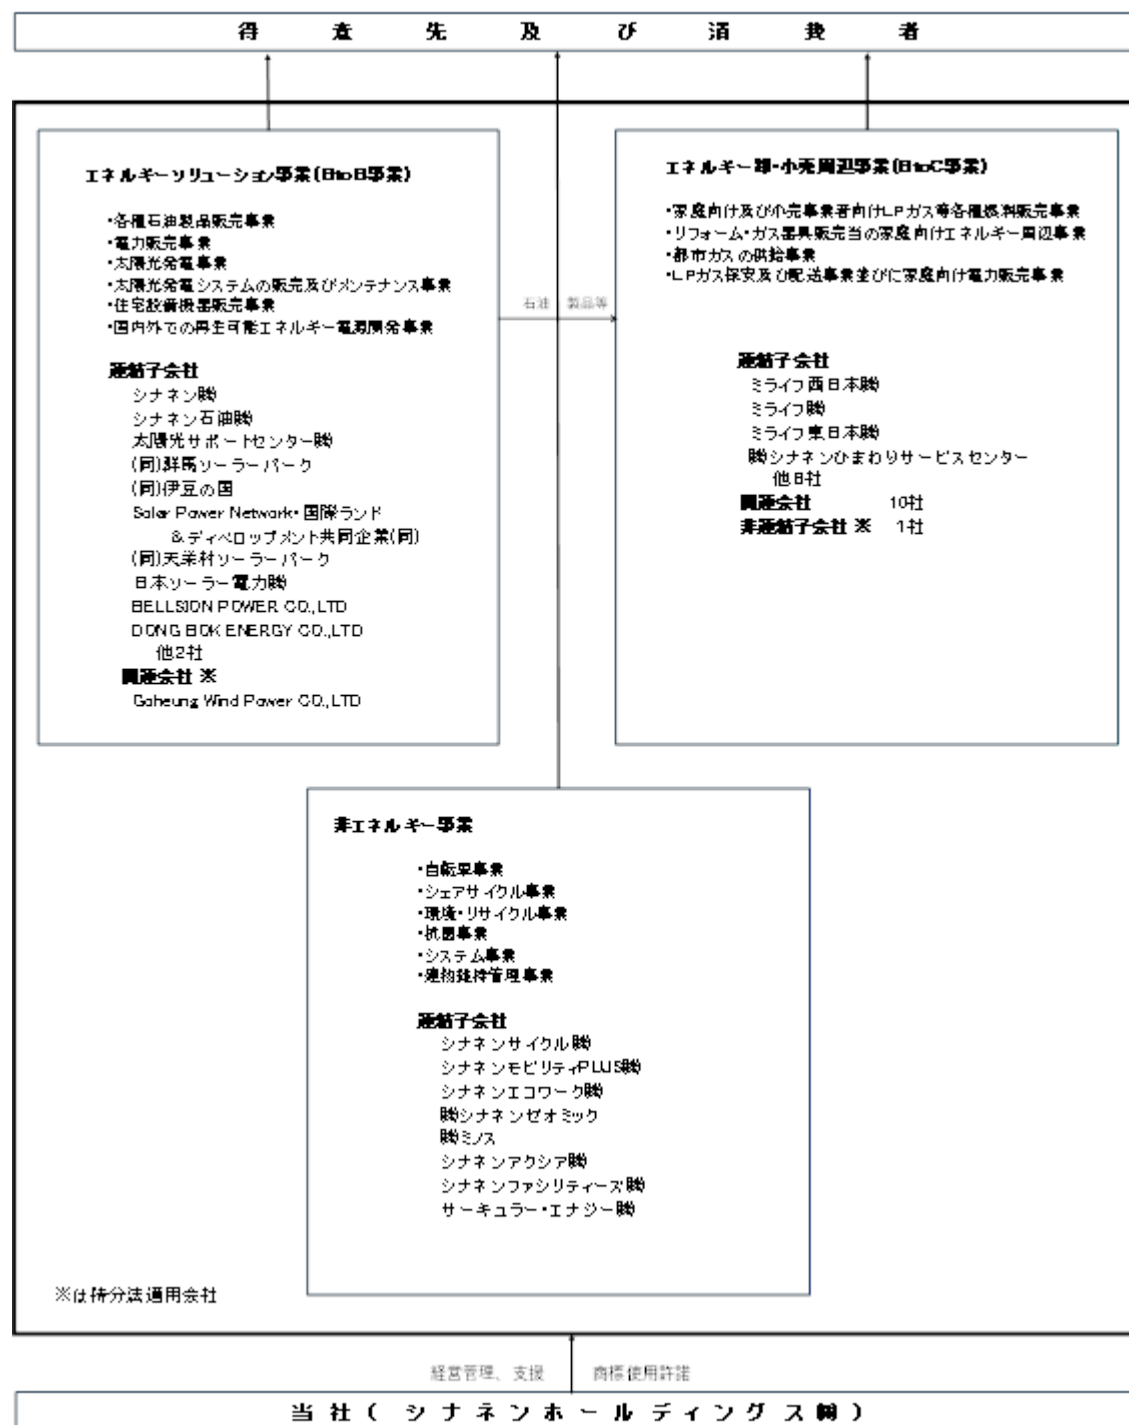 得意先及び消費者
エネルギーソリューション事業(BtoB事業)
・各種石油製品販売事業
・電力販売事業
・太陽光発電事業
・太陽光発電システムの販売及びメンテナンス事業
・住宅設備機器販売事業
・国内外での再生可能エネルギー電源開発事業
連結子会社
シナネン㈱
シナネン石油㈱
太陽光サポートセンター㈱
(同)群馬ソーラーパーク
(同)伊豆の国
Solar Power Network・国際ランド
&ディベロップメント共同企業(同)
(同)天栄村ソーラーパーク
日本ソーラー電力㈱
BELLSION POWER CO.,LTD
DONG BOK ENERGY CO.,LTD
他2社
関連会社 ※
Goheung Wind Power CO.,LTD
石油製品等
エネルギー卸・小売周辺事業(BtoC事業)
・家庭向け及び小売事業者向けLPガス等各種燃料販売事業
・リフォーム・ガス器具販売当の家庭向けエネルギー周辺事業
・都市ガスの供給事業
・LPガス保安及び配送事業並びに家庭向け電力販売事業
連結子会社
ミライフ西日本㈱
ミライフ㈱
ミライフ東日本㈱
㈱シナネンひまわりサービスセンター
他8社
関連会社 10社
非連結子会社 ※ 1社
非エネルギー事業
・自転車事業
・シェアサイクル事業
・環境・リサイクル事業
・抗菌事業
・システム事業
・建物維持管理事業
連結子会社
シナネンサイクル㈱
シナネンモビリティPLUS㈱
シナネンエコワーク㈱
㈱シナネンゼオミック
㈱ミノス
シナネンアクシア㈱
シナネンファシリティーズ㈱
サーキュラー・エナジー㈱
※は持分法適用会社
経営管理、支援 商標使用許諾
当社(シナネンホールディングス㈱)